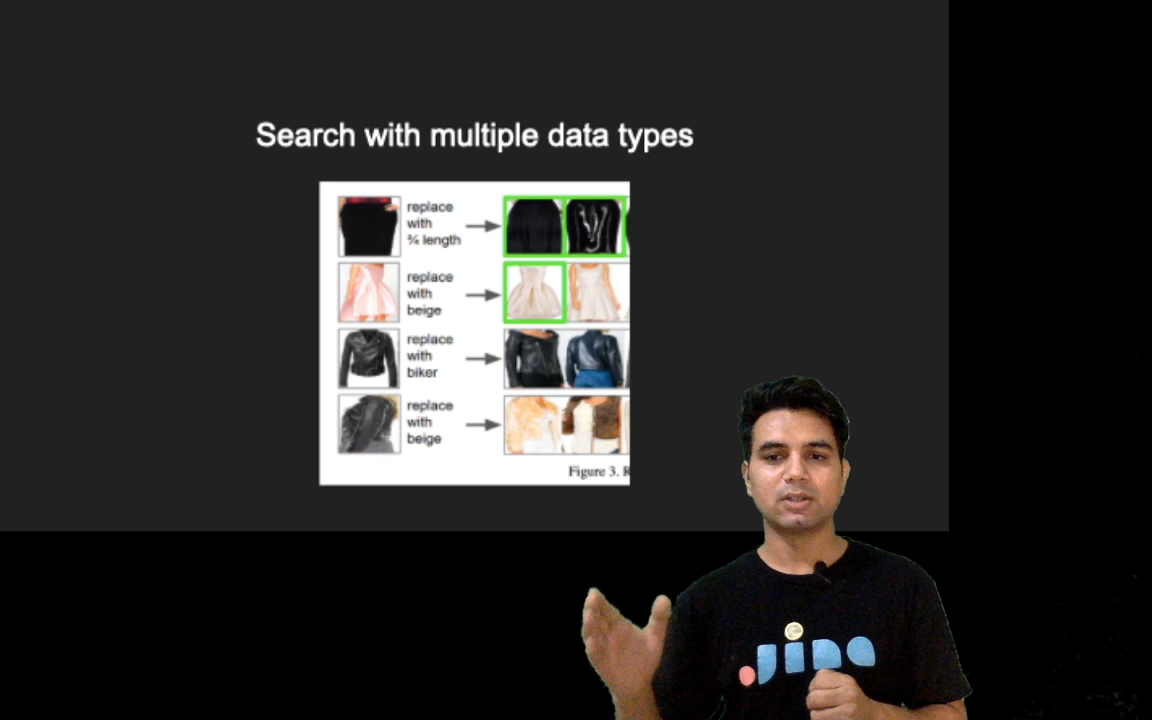 Search with multiple data types
replace
with
¾ length
replace
with
beige
replace
with
biker
replace
with
beige
Figure 3. R
.jina